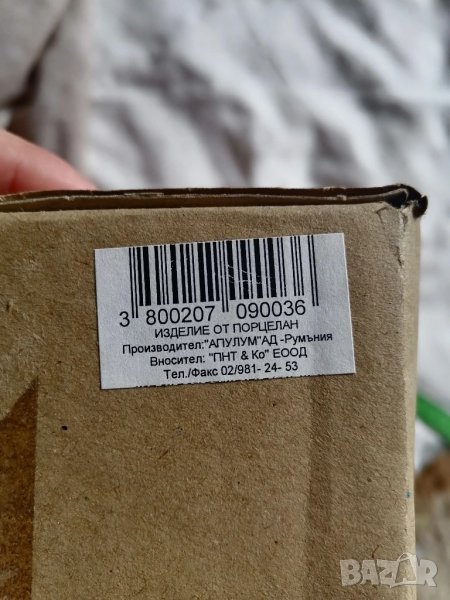 3 800207 090036
ИЗДЕЛИЕ ОТ ПОРЦЕЛАН
Производител:"АПУЛУМ"АД -Румъния
Вносител: "ПНТ & Ко" ЕООД
Тел./Факс 02/981- 24- 53
BAZAR